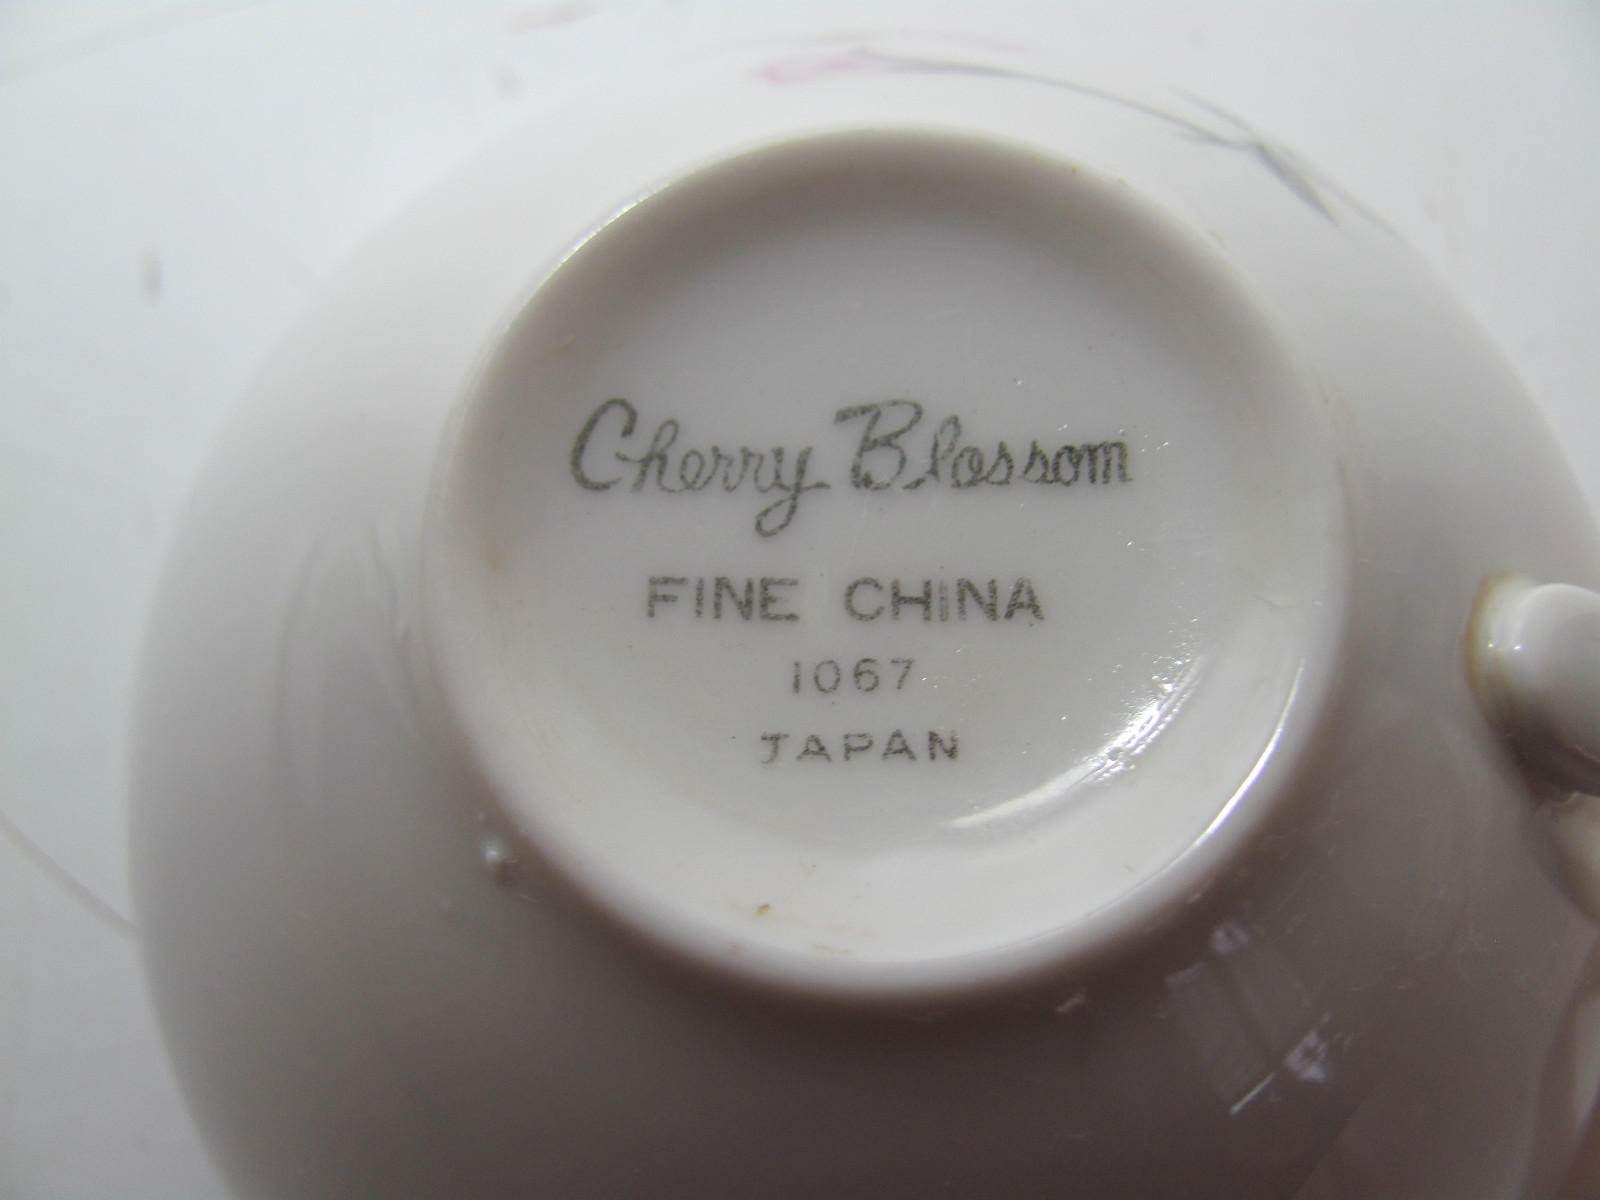 Cherry Blossom
FINE CHINA
1067
JAPAN